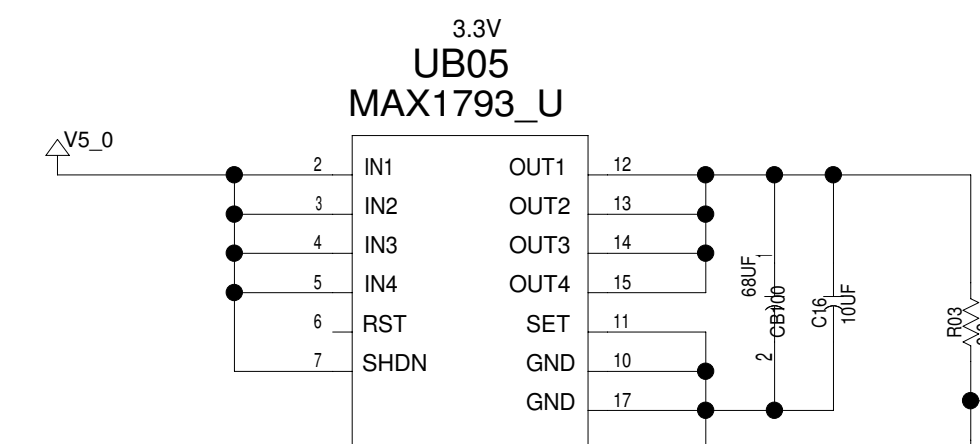 3.3V
UB05
MAX1793_U
V5_0
2 IN1 OUT1 12
3 IN2 OUT2 13
4 IN3 OUT3 14
5 IN4 OUT4 15
6 RST SET 11
7 SHDN GND 10
GND 17
68UF
1
CB100
2
C16
10UF
R03